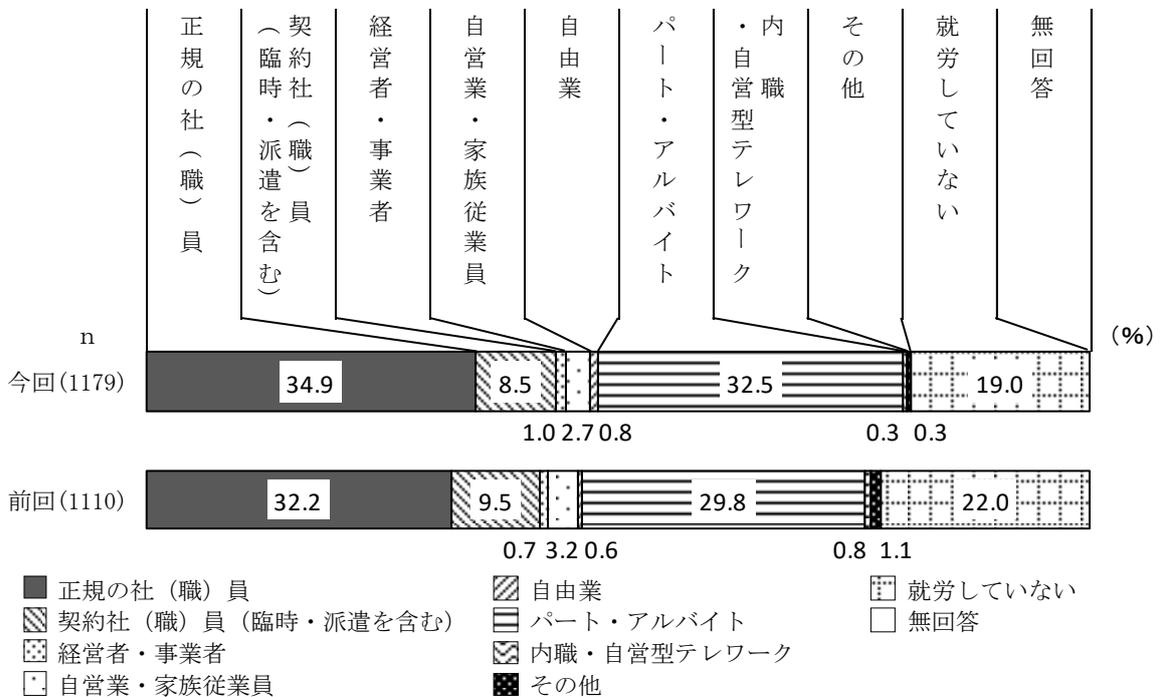 正規の社（職）員
契約社（職）員
（臨時・派遣を含む）
経営者・事業者
自営業・家族従業員
自由業
パート・アルバイト
内職
・自営型テレワーク
その他
就労していない
無回答
n
（%）
今回(1179)
34.9 8.5 32.5 19.0
1.0 2.7 0.8 0.3 0.3
前回(1110)
32.2 9.5 29.8 22.0
0.7 3.2 0.6 0.8 1.1
正規の社（職）員
契約社（職）員（臨時・派遣を含む）
経営者・事業者
自営業・家族従業員
自由業
パート・アルバイト
内職・自営型テレワーク
その他
就労していない
無回答